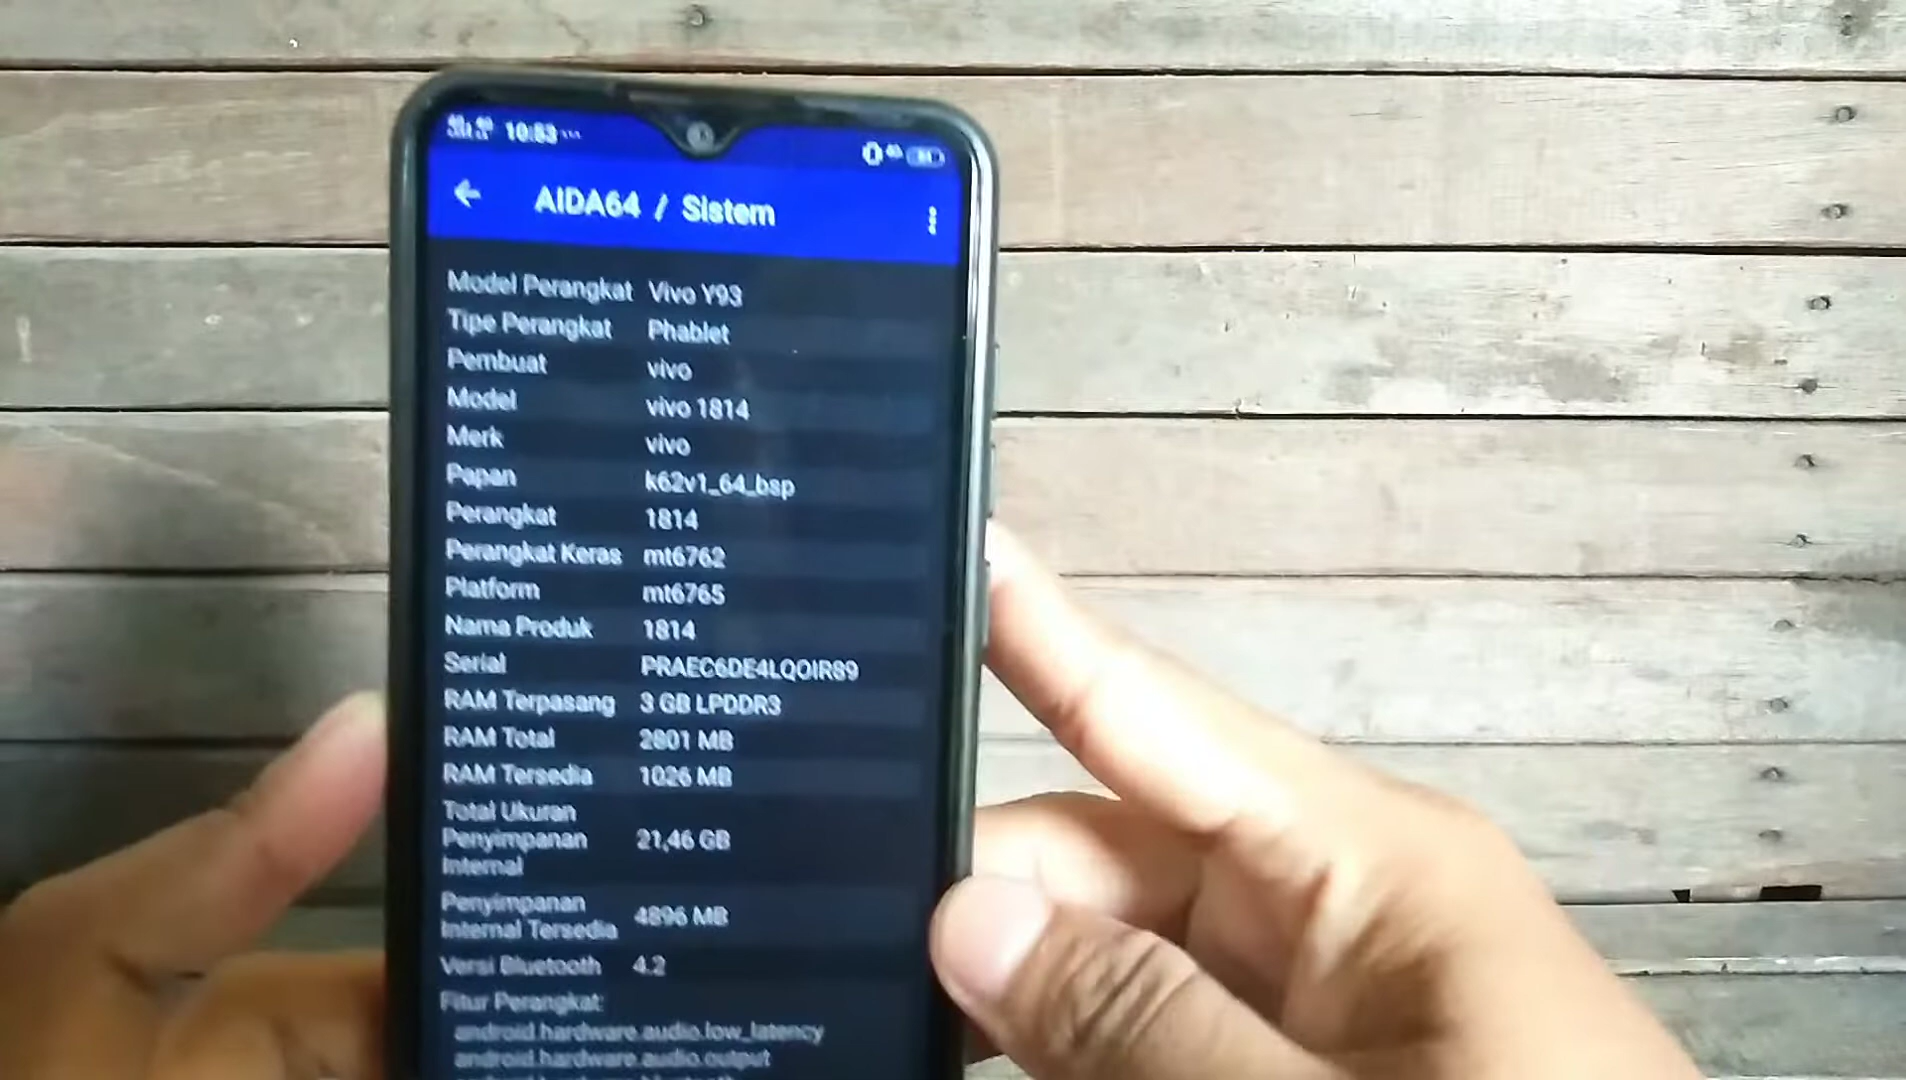 10:53 ...
AIDA64 / Sistem
Model Perangkat Vivo Y93
Tipe Perangkat Phablet
Pembuat vivo
Model vivo 1814
Merk vivo
Papan k62v1_64_bsp
Perangkat 1814
Perangkat Keras mt6762
Platform mt6765
Nama Produk 1814
Serial PRAEC6DE4LQOIR89
RAM Terpasang 3 GB LPDDR3
RAM Total 2801 MB
RAM Tersedia 1026 MB
Total Ukuran
Penyimpanan 21,46 GB
Internal
Penyimpanan
Internal Tersedia 4896 MB
Versi Bluetooth 4.2
Fitur Perangkat:
android.hardware.audio.low_latency
android.hardware.audio.output